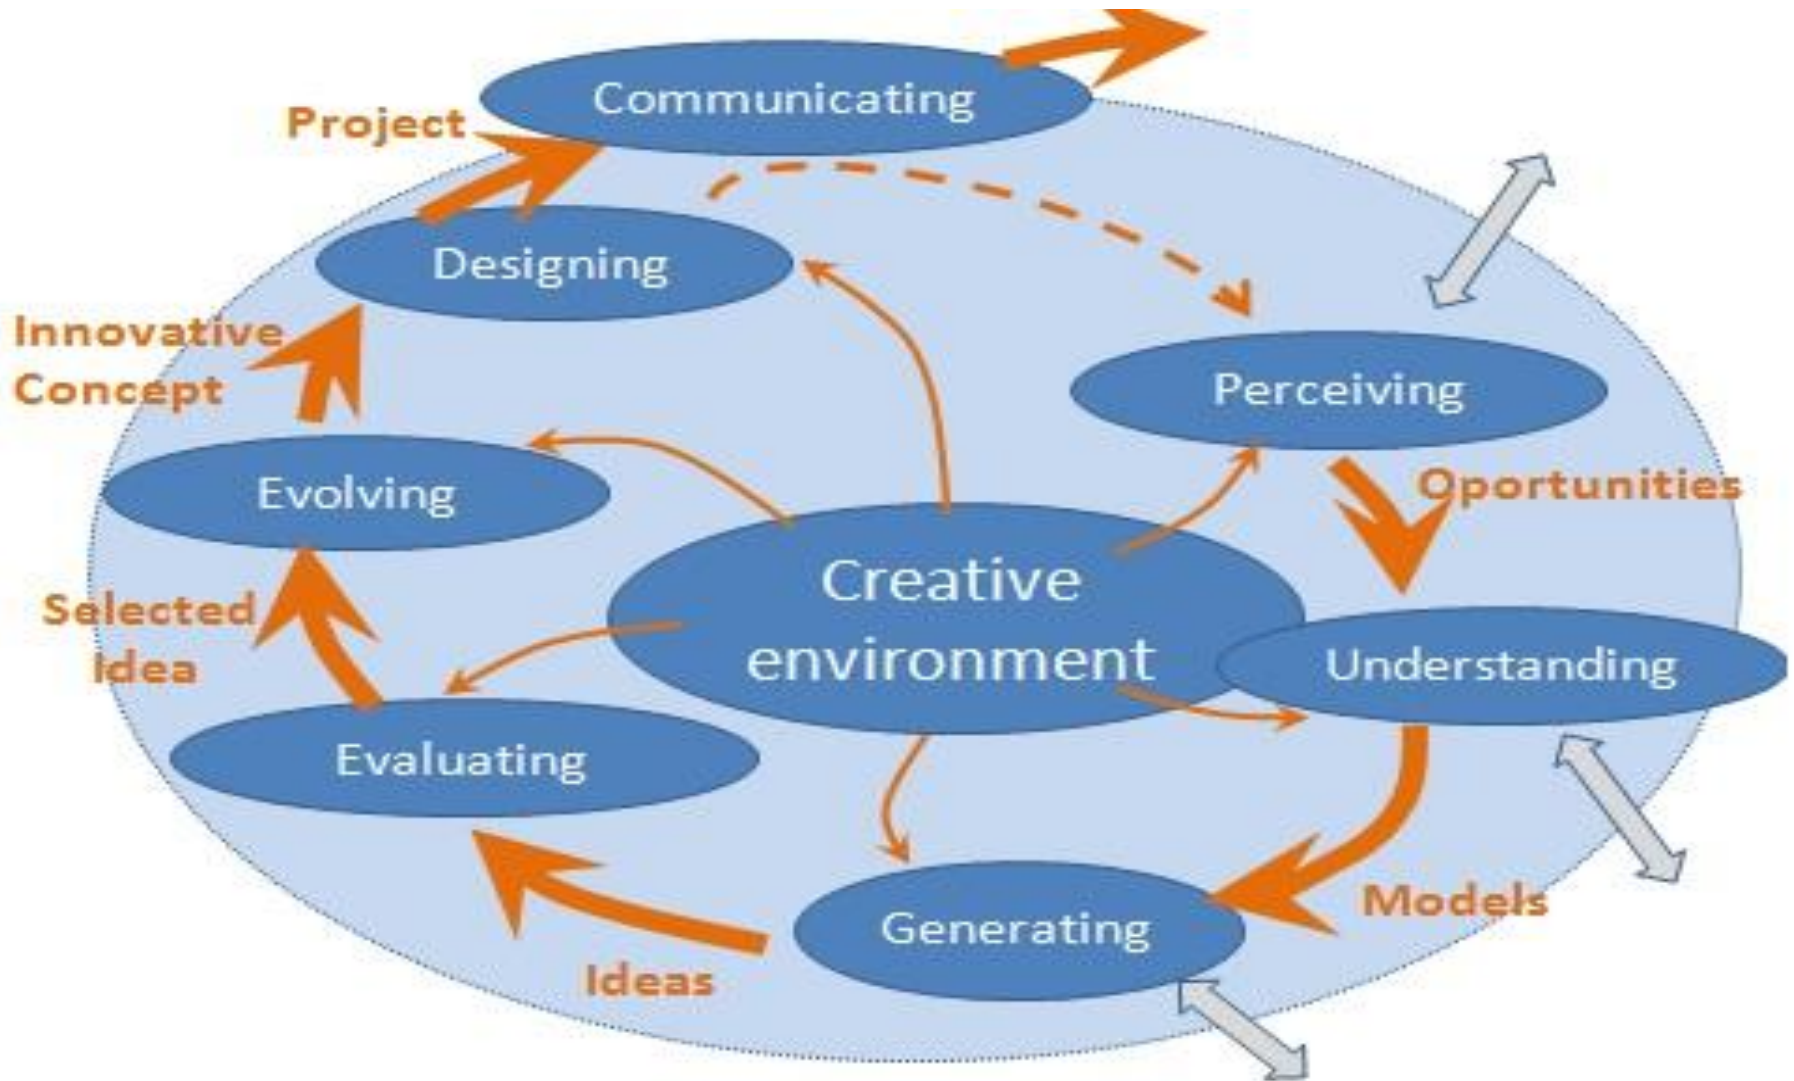 Communicating
Project
Designing
Innovative
Concept
Perceiving
Oportunities
Evolving
Creative
environment
Selected
idea
Understanding
Evaluating
Models
Generating
Ideas